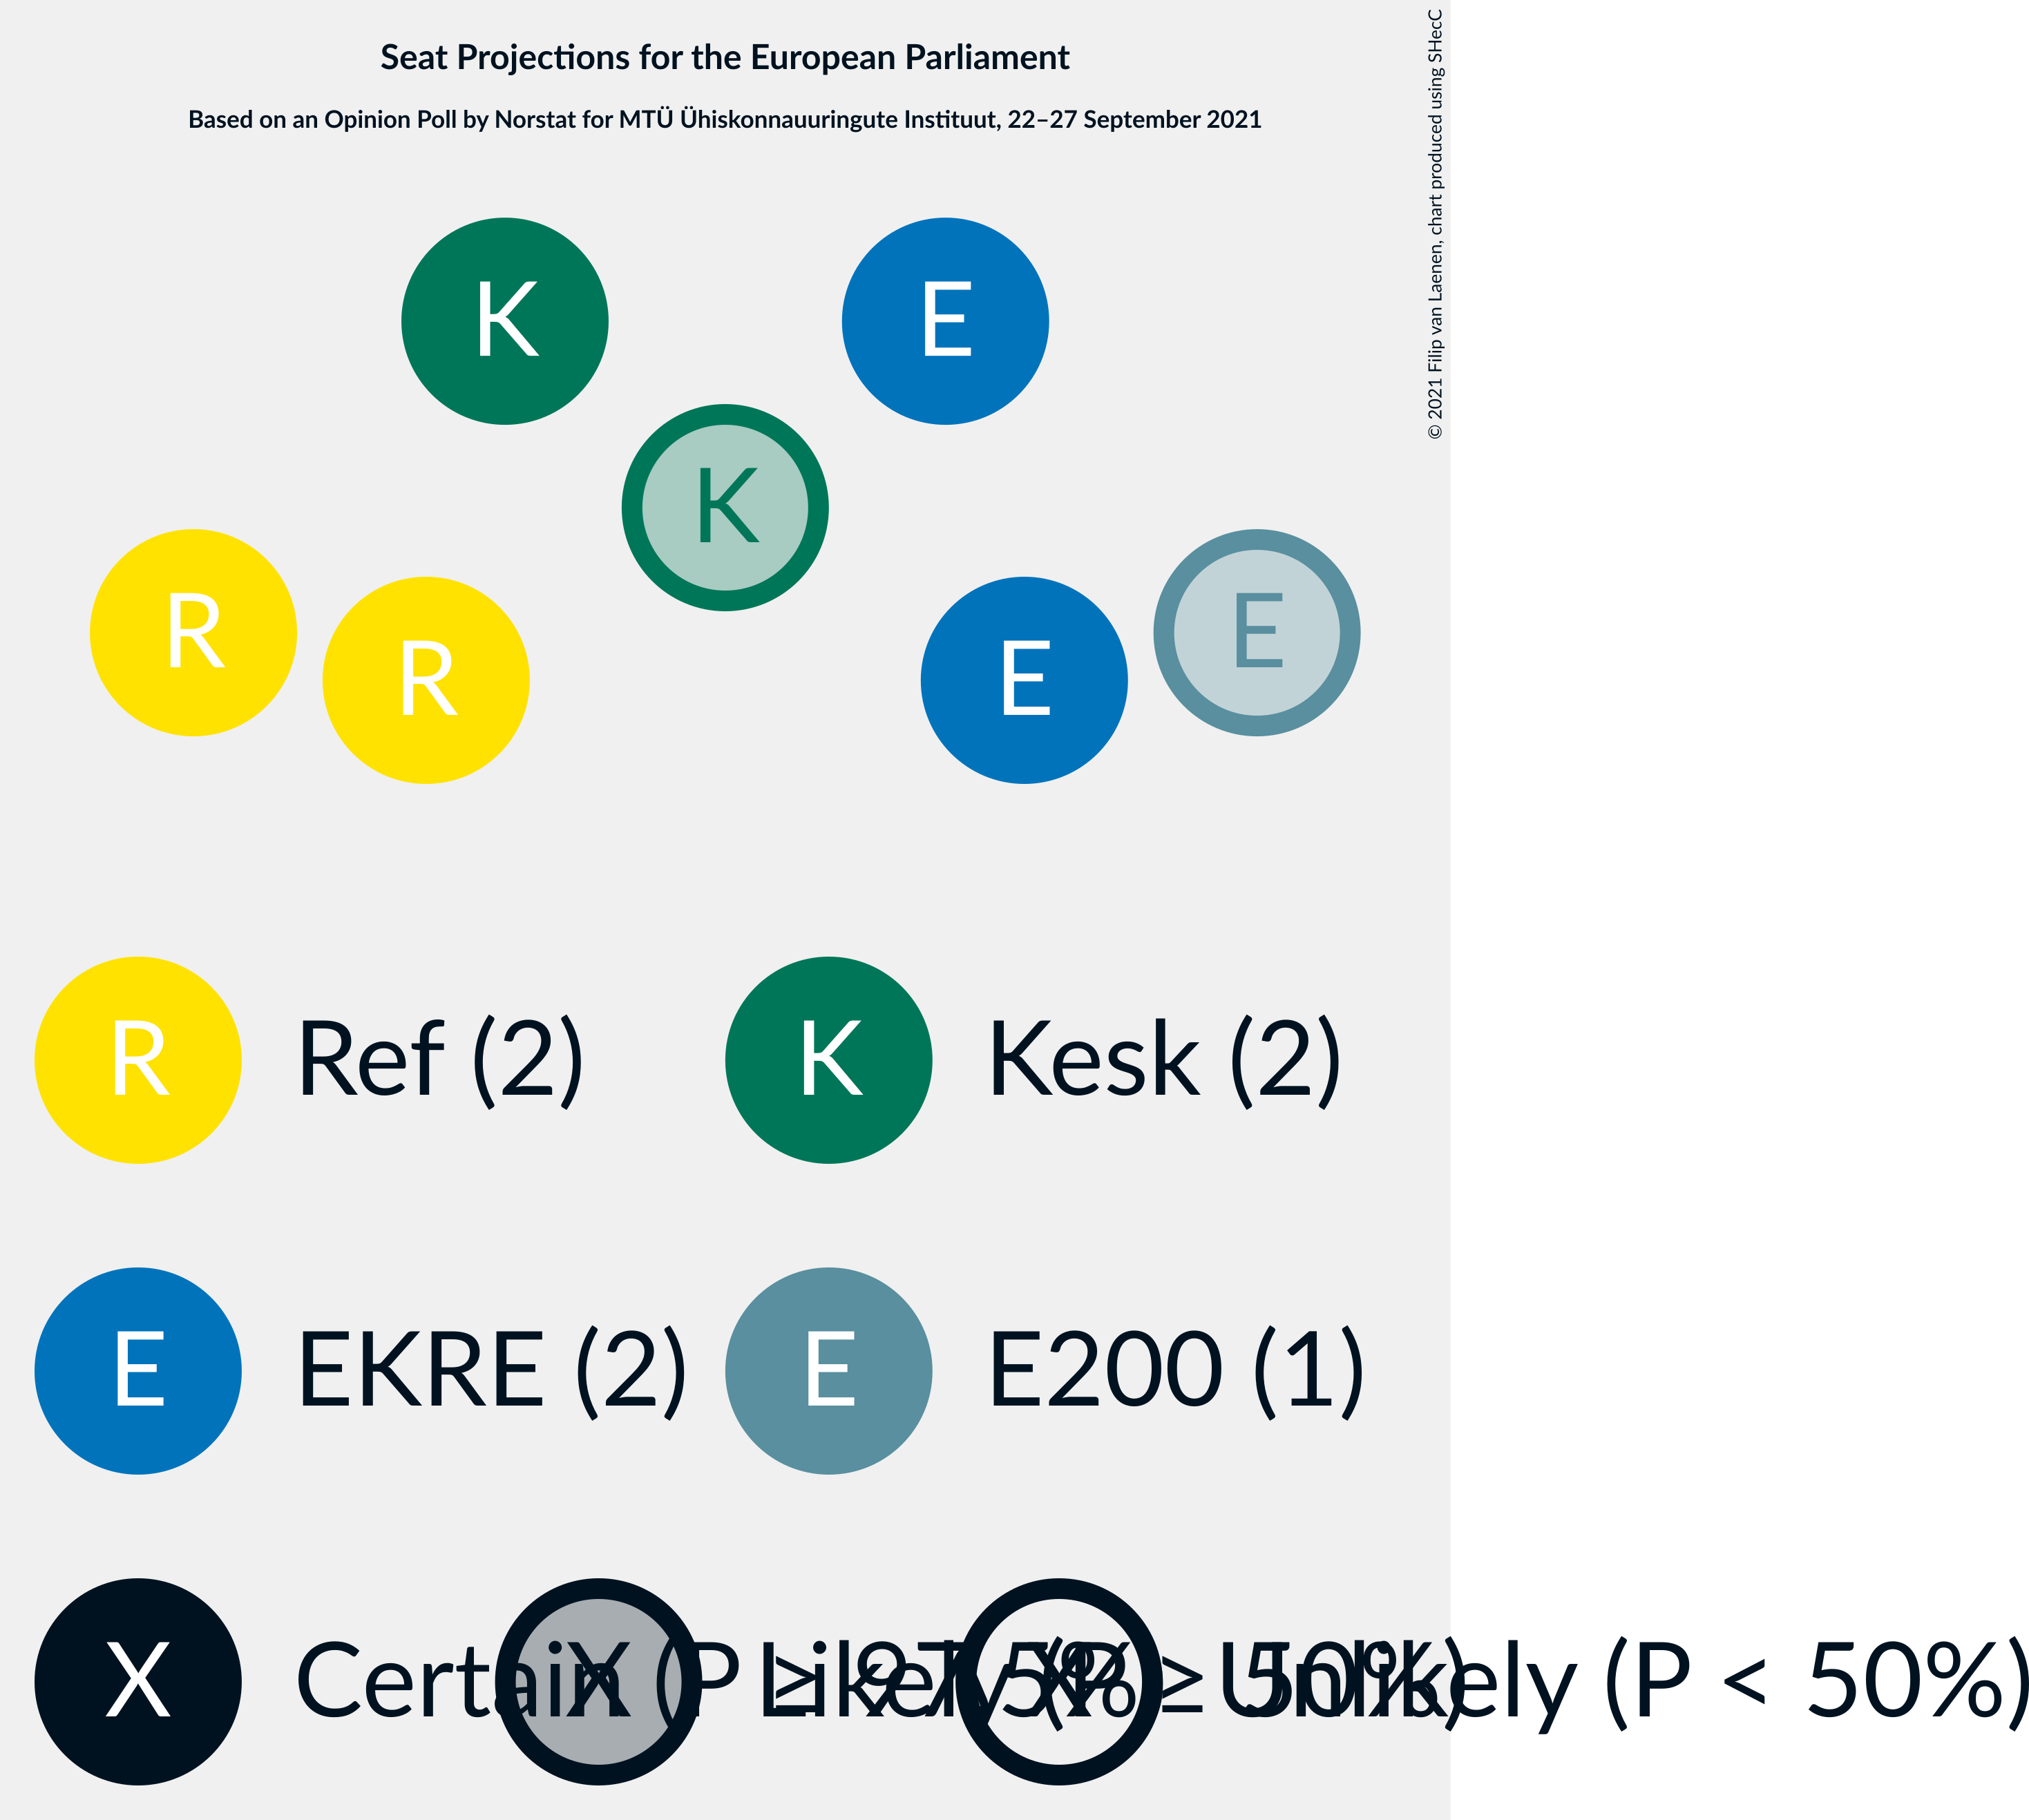 Seat Projections for the European Parliament
Based on an Opinion Poll by Norstat for MTÜ Ühiskonnauuringute Instituut, 22–27 September 2021
© 2021 Filip van Laenen, chart produced using SHecC
K E
K
R E
R E
R Ref (2) K Kesk (2)
E EKRE (2) E E200 (1)
X Certain (P ≥ 97.5%) X Likely (P ≥ 50%) X Unlikely (P < 50%)